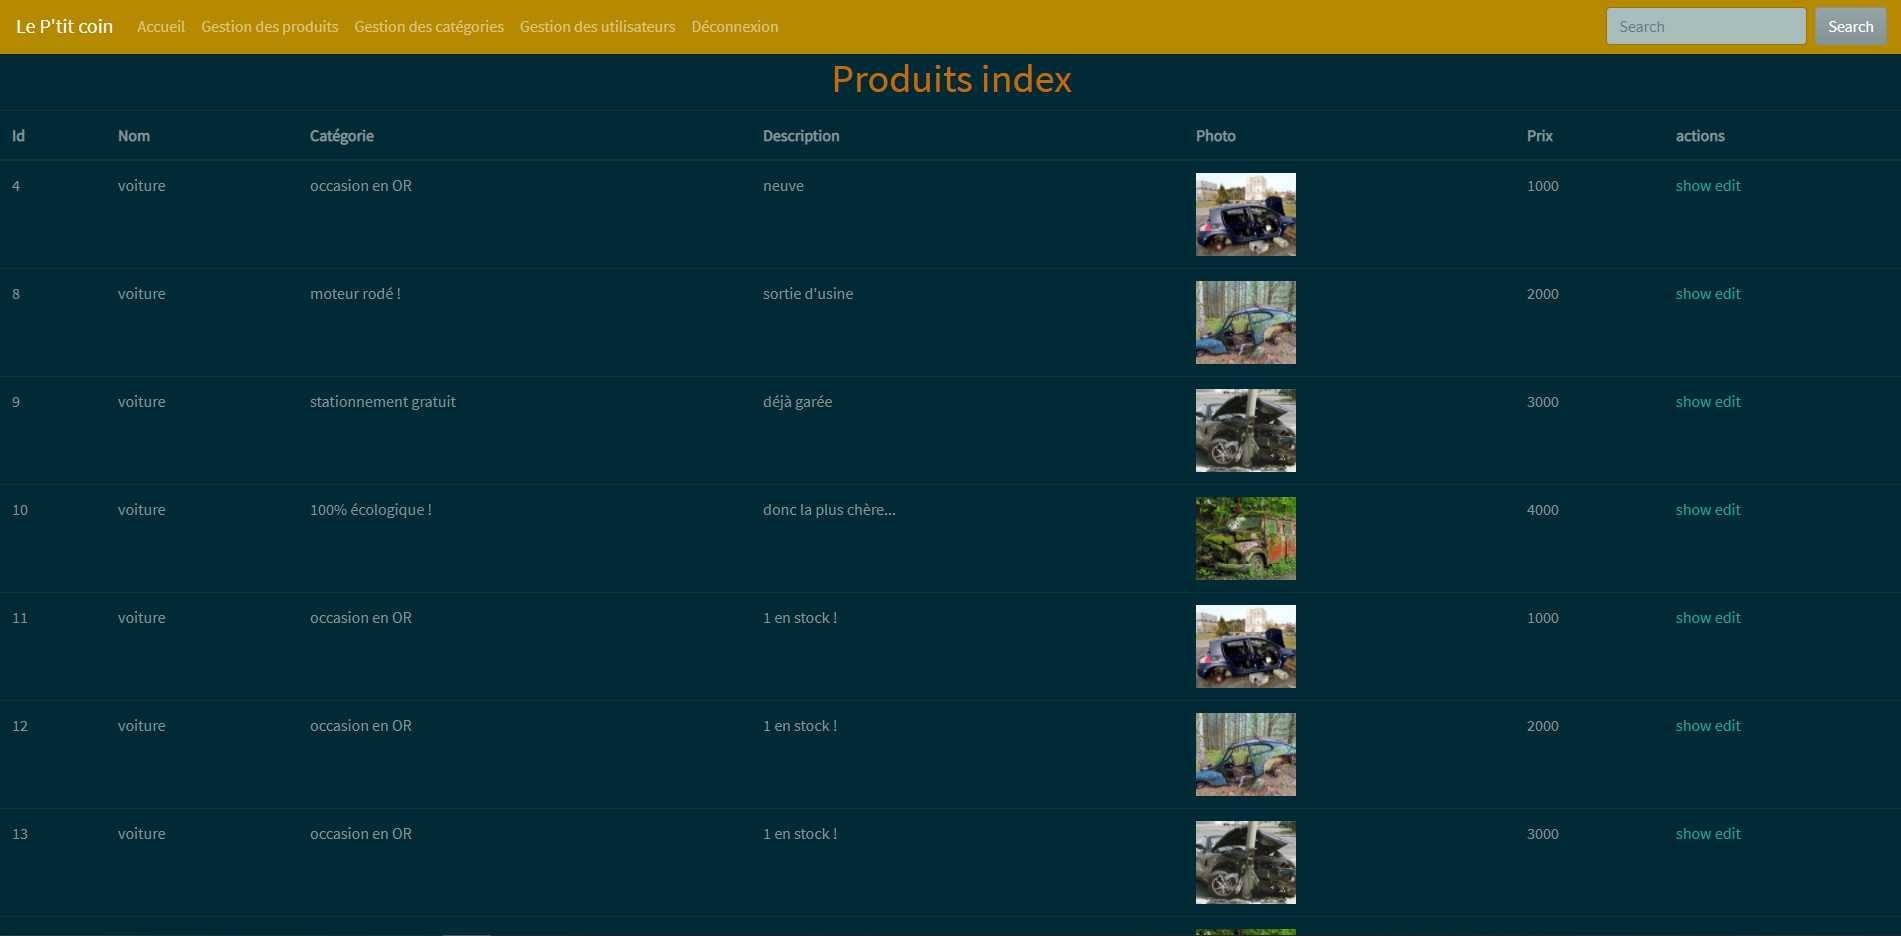 Le P'tit coin Accueil Gestion des produits Gestion des catégories Gestion des utilisateurs Déconnexion Search Search
Produits index
Id Nom Catégorie Description Photo Prix actions
4 voiture occasion en OR neuve 1000 show edit
8 voiture moteur rodé ! sortie d'usine 2000 show edit
9 voiture stationnement gratuit déjà garée 3000 show edit
10 voiture 100% écologique ! donc la plus chère... 4000 show edit
11 voiture occasion en OR 1 en stock ! 1000 show edit
12 voiture occasion en OR 1 en stock ! 2000 show edit
13 voiture occasion en OR 1 en stock ! 3000 show edit